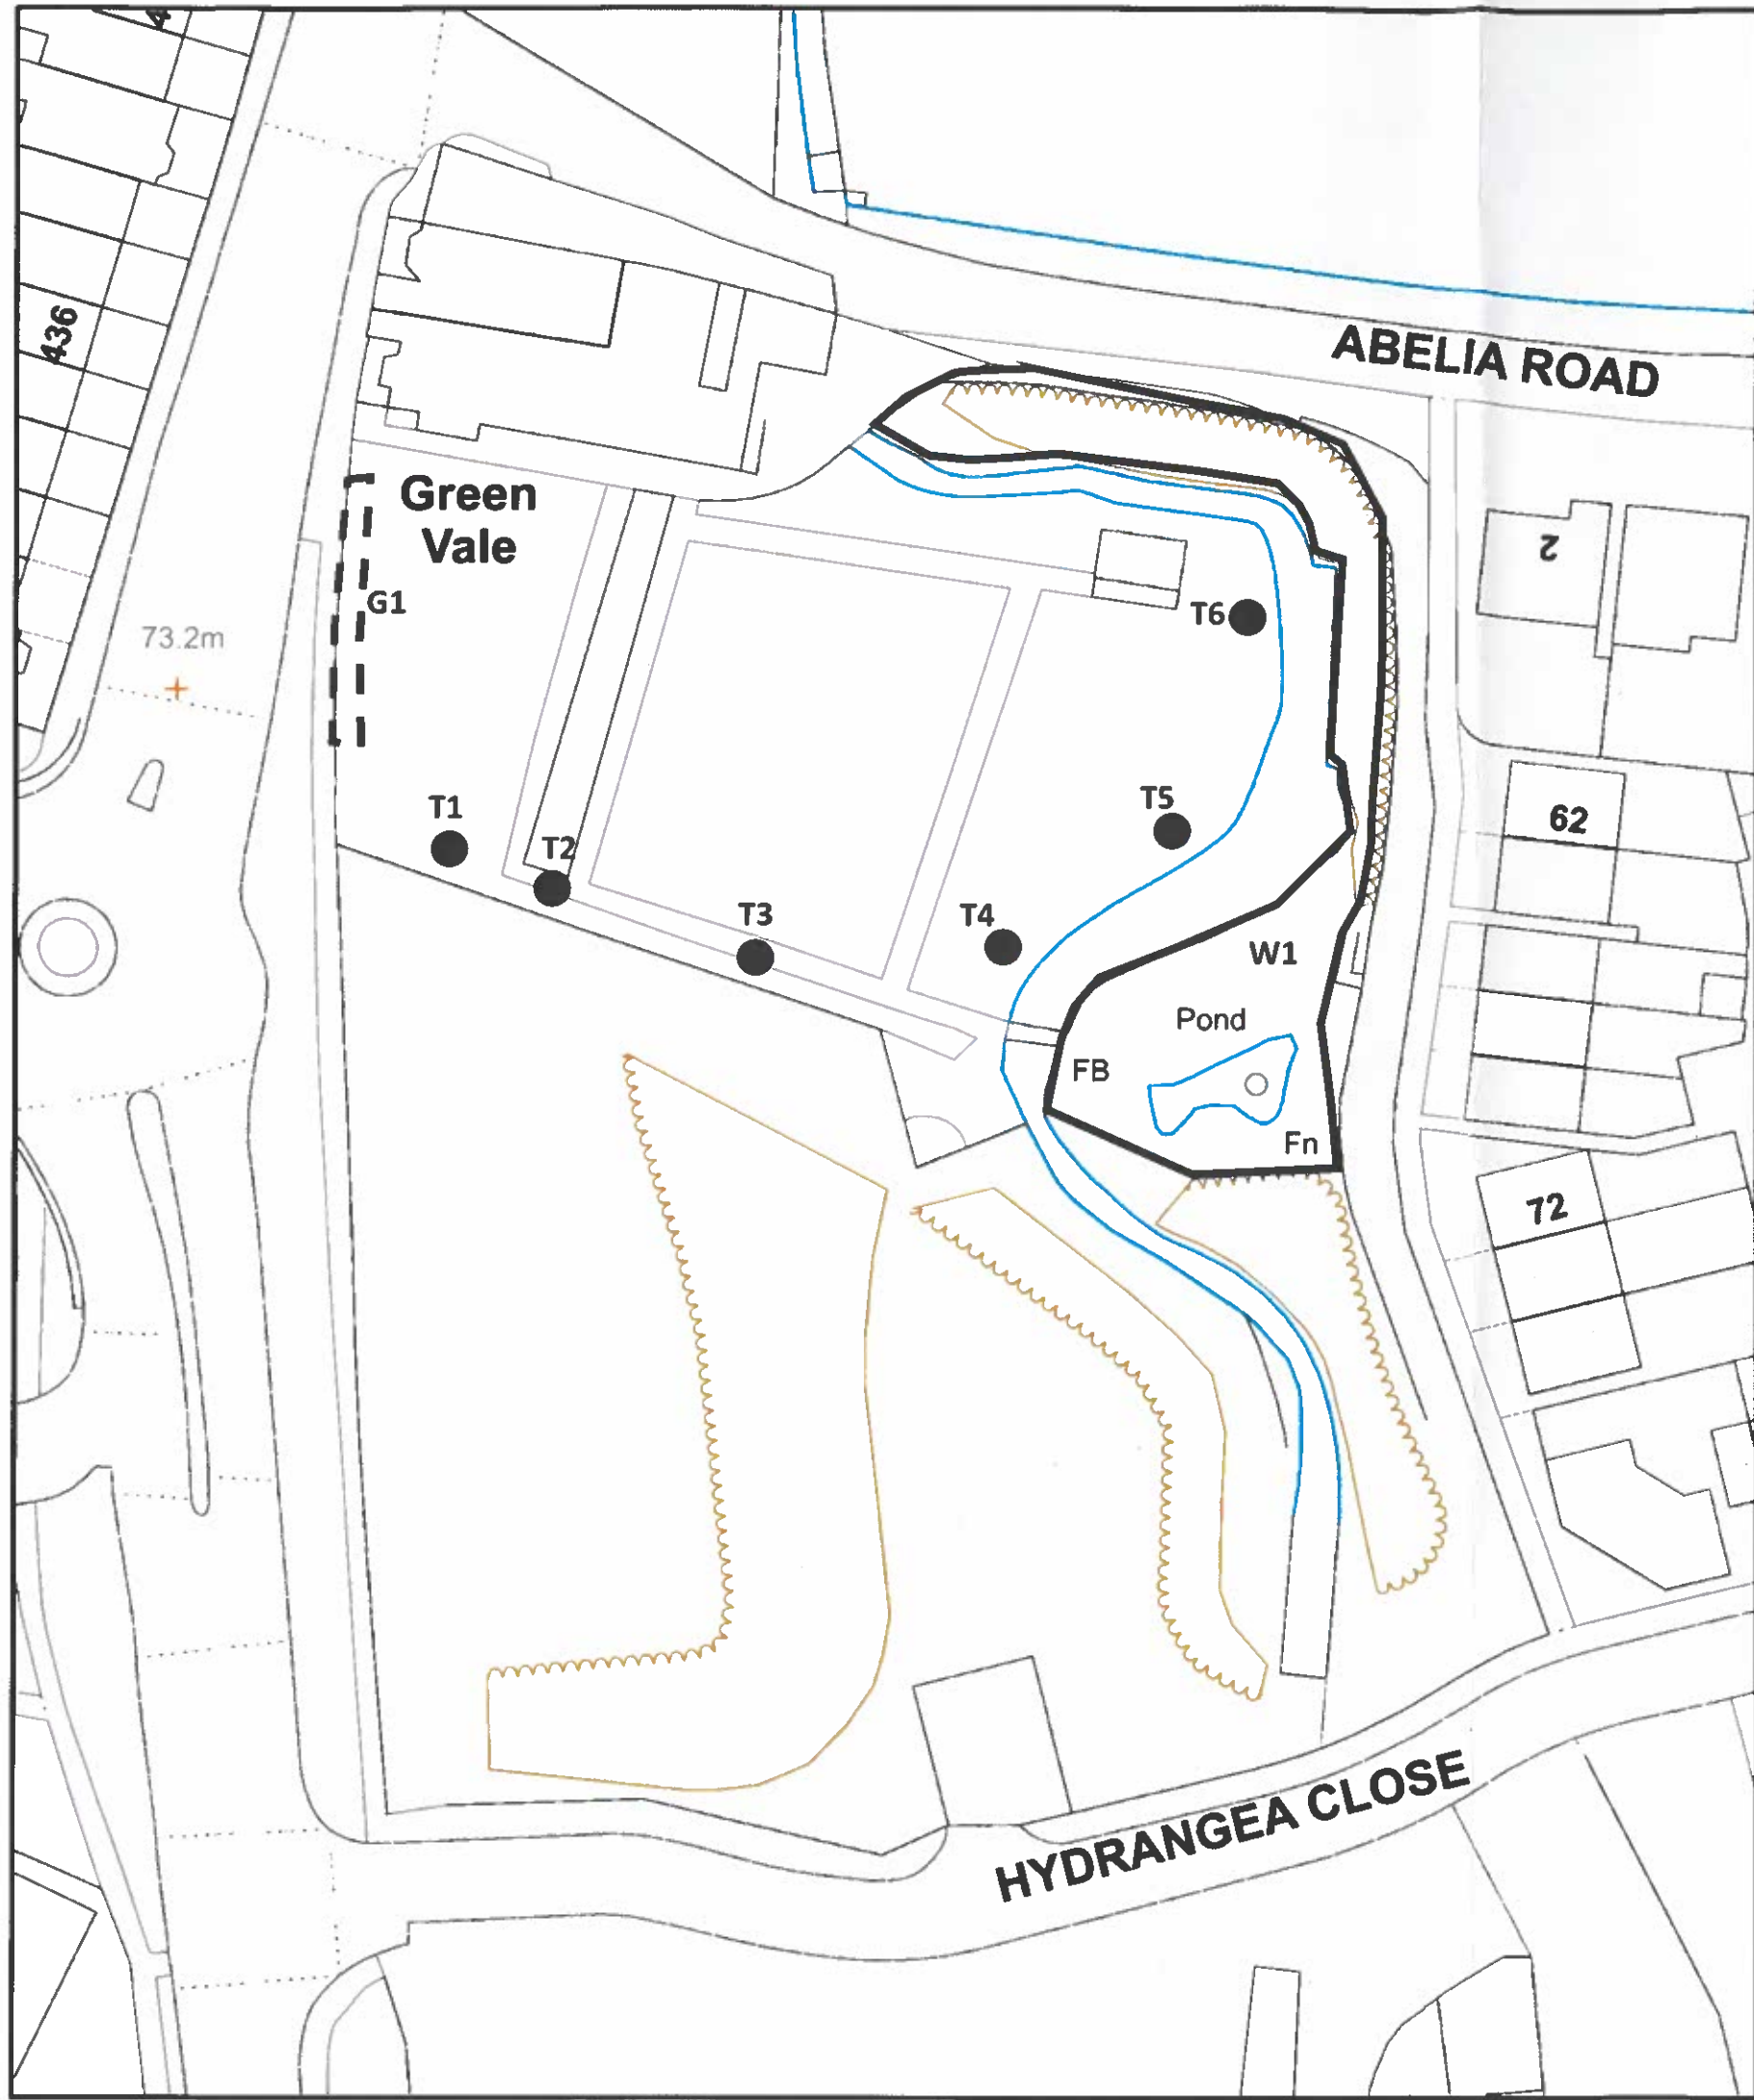 4
436
ABELIA ROAD
Green
Vale
2
G1
T6
73.2m
T5
T1
62
T2
T3
T4
W1
Pond
FB
Fn
72
HYDRANGEA CLOSE